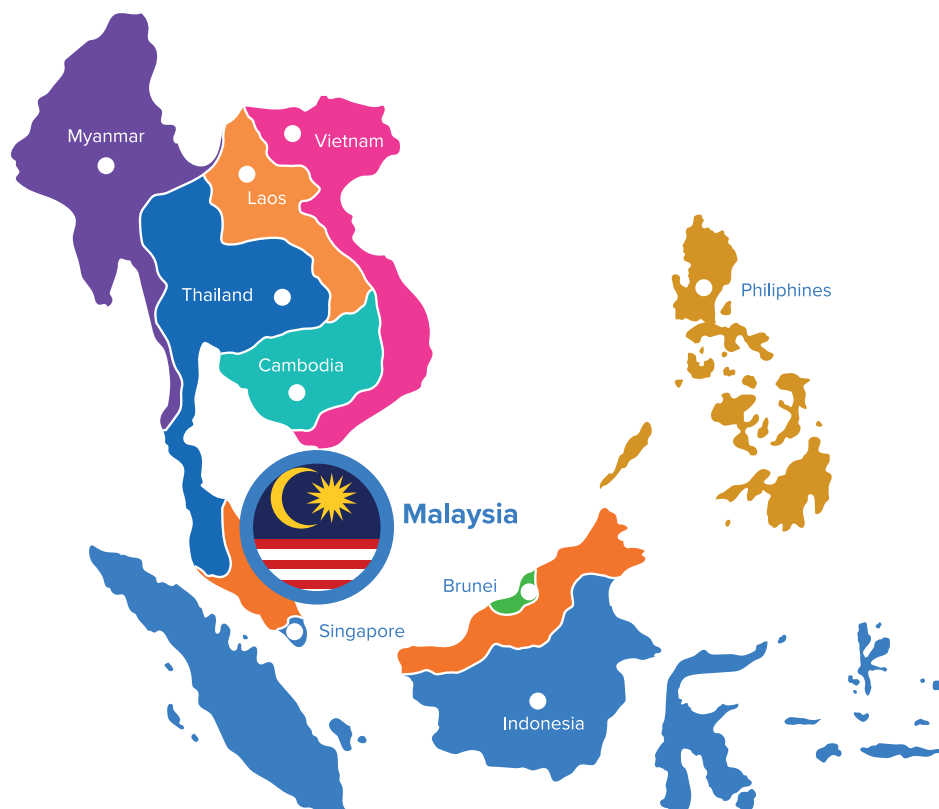 Myanmar
Vietnam
Laos
Thailand
Philiphines
Cambodia
Malaysia
Brunei
Singapore
Indonesia